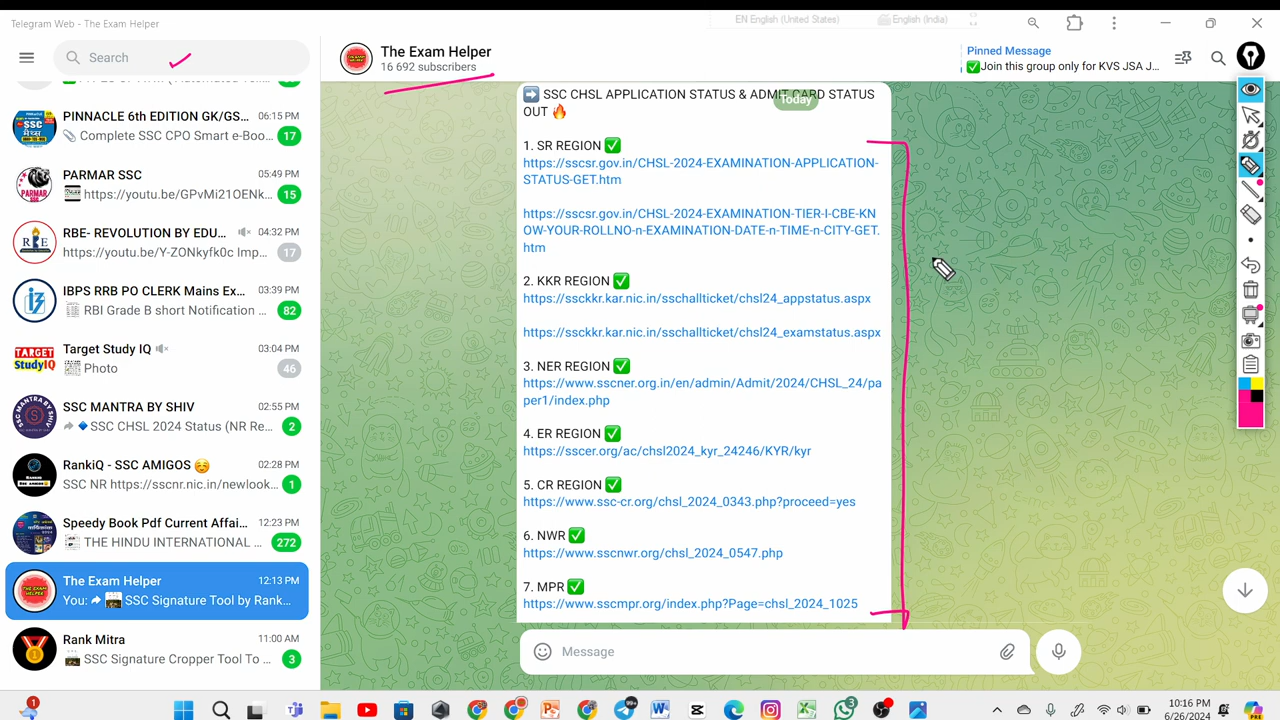 Telegram Web - The Exam Helper
EN English (United States)
English (India)
Search
The Exam Helper
16 692 subscribers
Pinned Message
✅Join this group only for KVS JSA J...
PINNACLE 6th EDITION GK/GS... 06:15 PM
Complete SSC CPO Smart e-Boo... 17
PARMAR SSC 05:49 PM
https://youtu.be/GPvMi21OENk... 15
RBE- REVOLUTION BY EDU... 04:32 PM
https://youtu.be/Y-ZONkyfk0c Imp... 17
IBPS RRB PO CLERK Mains Ex... 03:39 PM
RBI Grade B short Notification ... 82
Target Study IQ 03:04 PM
Photo 46
SSC MANTRA BY SHIV 02:55 PM
SSC CHSL 2024 Status (NR Re... 2
RankiQ - SSC AMIGOS 😊 02:28 PM
SSC NR https://sscnr.nic.in/newlook... 1
Speedy Book Pdf Current Affai... 12:23 PM
THE HINDU INTERNATIONAL ... 272
The Exam Helper 12:13 PM
You: SSC Signature Tool by Rank...
Rank Mitra 11:00 AM
SSC Signature Cropper Tool To ... 3
➡️ SSC CHSL APPLICATION STATUS & ADMIT CARD STATUS
OUT 🔥
Today
1. SR REGION ✅
https://sscsr.gov.in/CHSL-2024-EXAMINATION-APPLICATION-
STATUS-GET.htm
https://sscsr.gov.in/CHSL-2024-EXAMINATION-TIER-I-CBE-KN
OW-YOUR-ROLLNO-n-EXAMINATION-DATE-n-TIME-n-CITY-GET.
htm
2. KKR REGION ✅
https://ssckkr.kar.nic.in/sschallticket/chsl24_appstatus.aspx
https://ssckkr.kar.nic.in/sschallticket/chsl24_examstatus.aspx
3. NER REGION ✅
https://www.sscner.org.in/en/admin/Admit/2024/CHSL_24/pa
per1/index.php
4. ER REGION ✅
https://sscer.org/ac/chsl2024_kyr_24246/KYR/kyr
5. CR REGION ✅
https://www.ssc-cr.org/chsl_2024_0343.php?proceed=yes
6. NWR ✅
https://www.sscnwr.org/chsl_2024_0547.php
7. MPR ✅
https://www.sscmpr.org/index.php?Page=chsl_2024_1025
Message
10:16 PM
6/26/2024